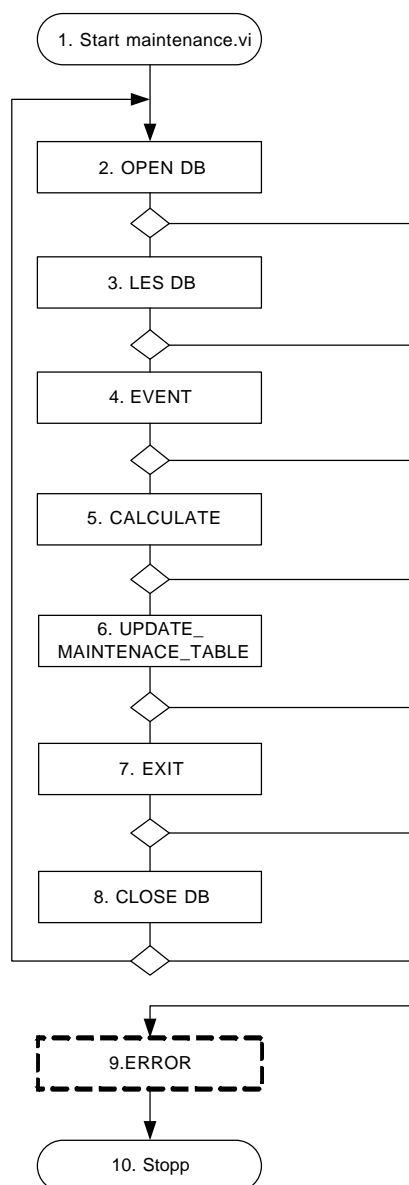 1. Start maintenance.vi
2. OPEN DB
3. LES DB
4. EVENT
5. CALCULATE
6. UPDATE_
MAINTENACE_TABLE
7. EXIT
8. CLOSE DB
9.ERROR
10. Stopp